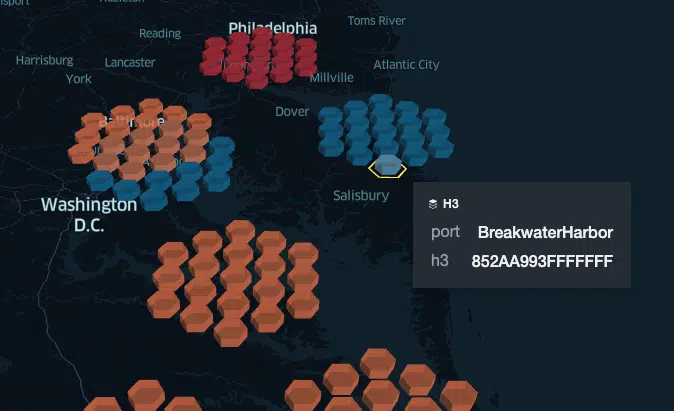 Toms River
Philadelphia
Reading
Harrisburg
Lancaster
Atlantic City
York
Millville
Dover
Baltimore
Salisbury
Washington
D.C.
H3
port BreakwaterHarbor
h3 852AA993FFFFFFF